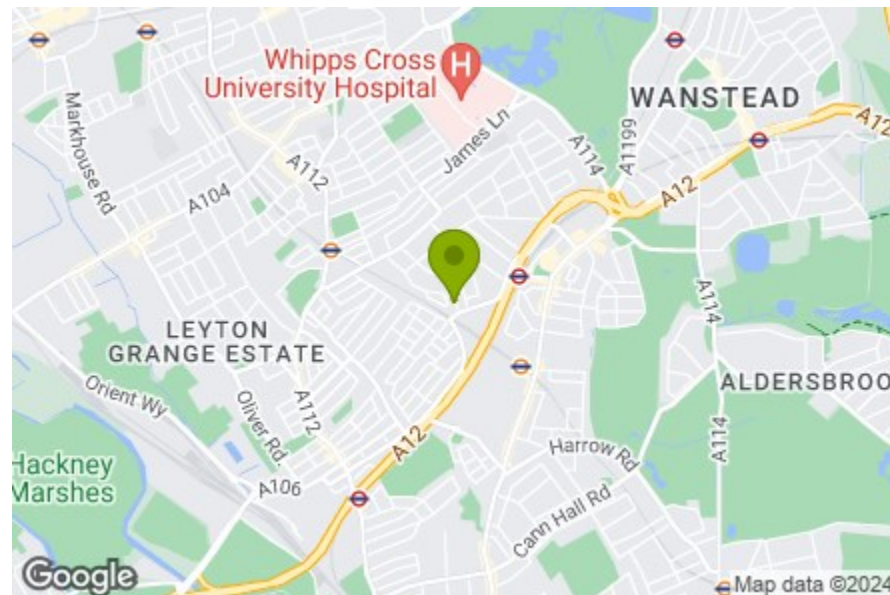 Whipps Cross
University Hospital
H
WANSTEAD
A12
Markhouse Rd
James Ln
A114
A1199
A112
A12
A104
LEYTON
GRANGE ESTATE
A114
ALDERSBROO
Orient Wy
Oliver Rd
A112
A12
A114
Harrow Rd
Hackney
Marshes
A106
Cann Hall Rd
Google
Map data ©2024